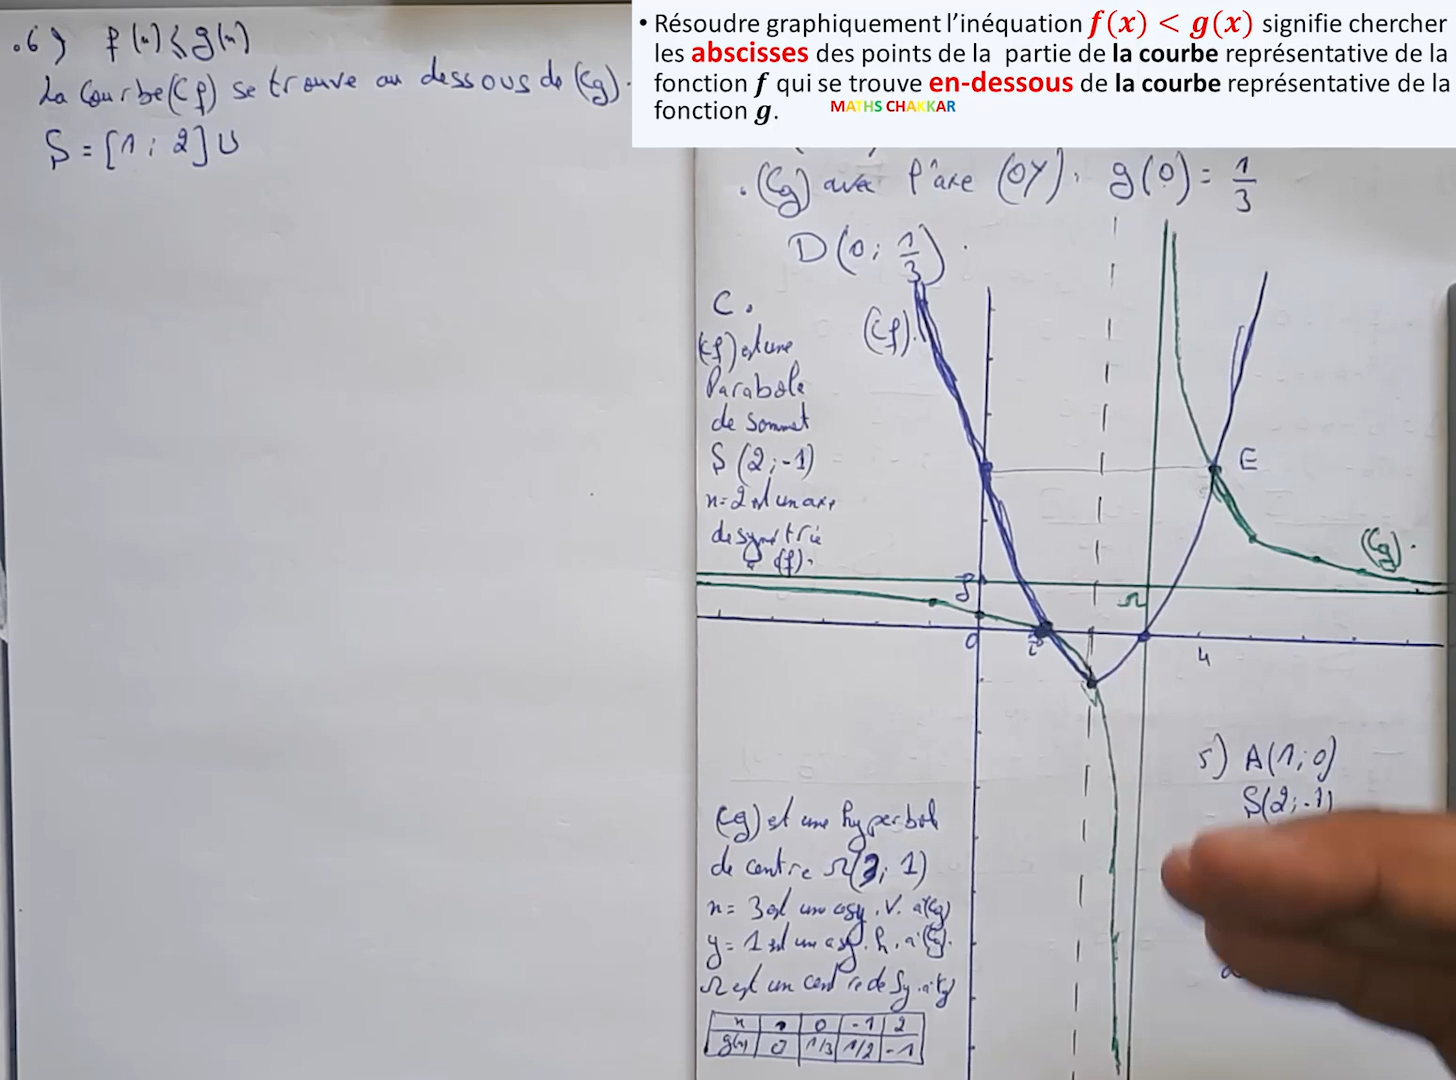 .6) f(x) ⩽ g(x)
La Courbe (Cf) se trouve au dessous de (Cg).
S = [1 ; 2] U
• Résoudre graphiquement l'inéquation f(x) < g(x) signifie chercher
les abscisses des points de la partie de la courbe représentative de la
fonction f qui se trouve en-dessous de la courbe représentative de la
fonction g.
MATHS CHAKKAR
. (Cg) avec l'axe (OY). g(0) = 1/3
D(0 ; 1/3).
C.
(Cf) est une
Parabole
de Sommet
S (2 ; -1)
x = 2 est un axe
de symétrie
(f).
(Cf).
E
(Cg).
Ω
J
0
i
4
(Cg) est une hyperbol
de centre Ω(3 ; 1)
x = 3 est une asy. V. a (Cg)
y = 1 est un asy. h. a (Cg).
Ω est un cent re de Sy. a Cg
x 1 0 -1 2
g(x) 0 1/3 1/2 -1
5) A(1 ; 0)
S(2 ; -1)